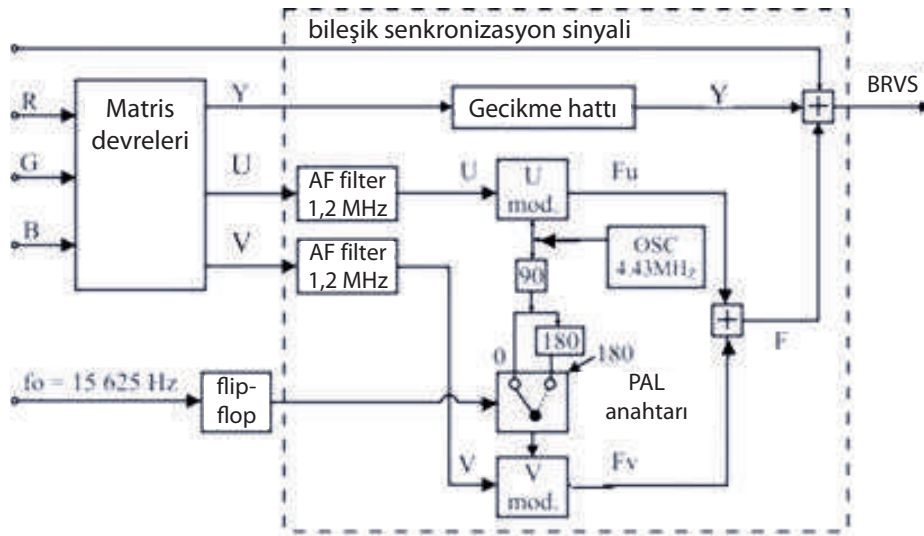 bileşik senkronizasyon sinyali
BRVS
R
G
B
Matris
devreleri
Y
Gecikme hattı
Y
U
AF filter
1,2 MHz
U
U
mod.
Fu
V
AF filter
1,2 MHz
OSC
4.43MHz
90
0
180
180
F
fo = 15 625 Hz
flip-
flop
PAL
anahtarı
V
V
mod.
Fv